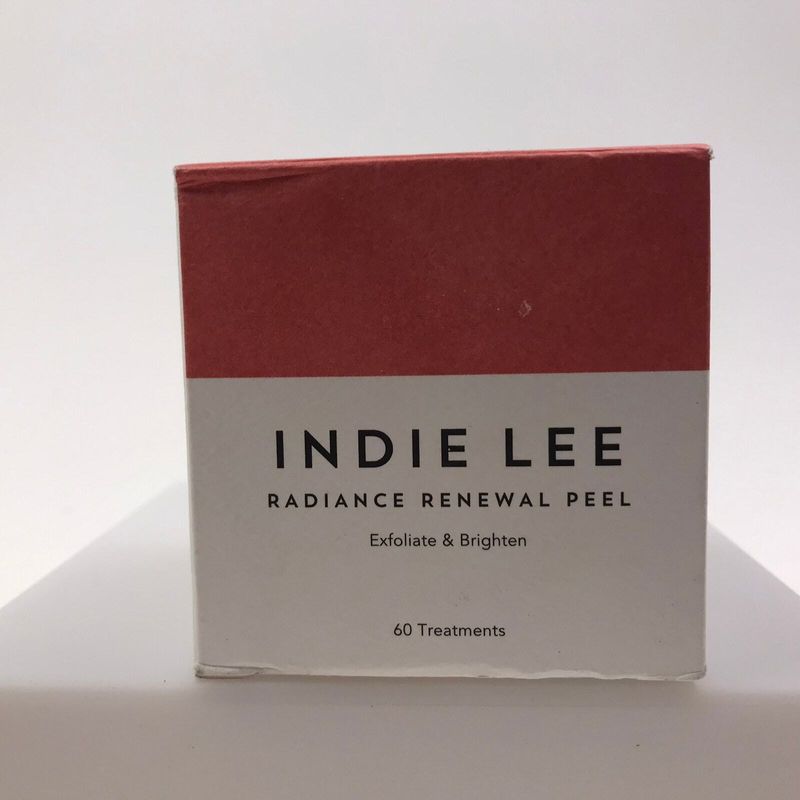 INDIE LEE
RADIANCE RENEWAL PEEL
Exfoliate & Brighten
60 Treatments